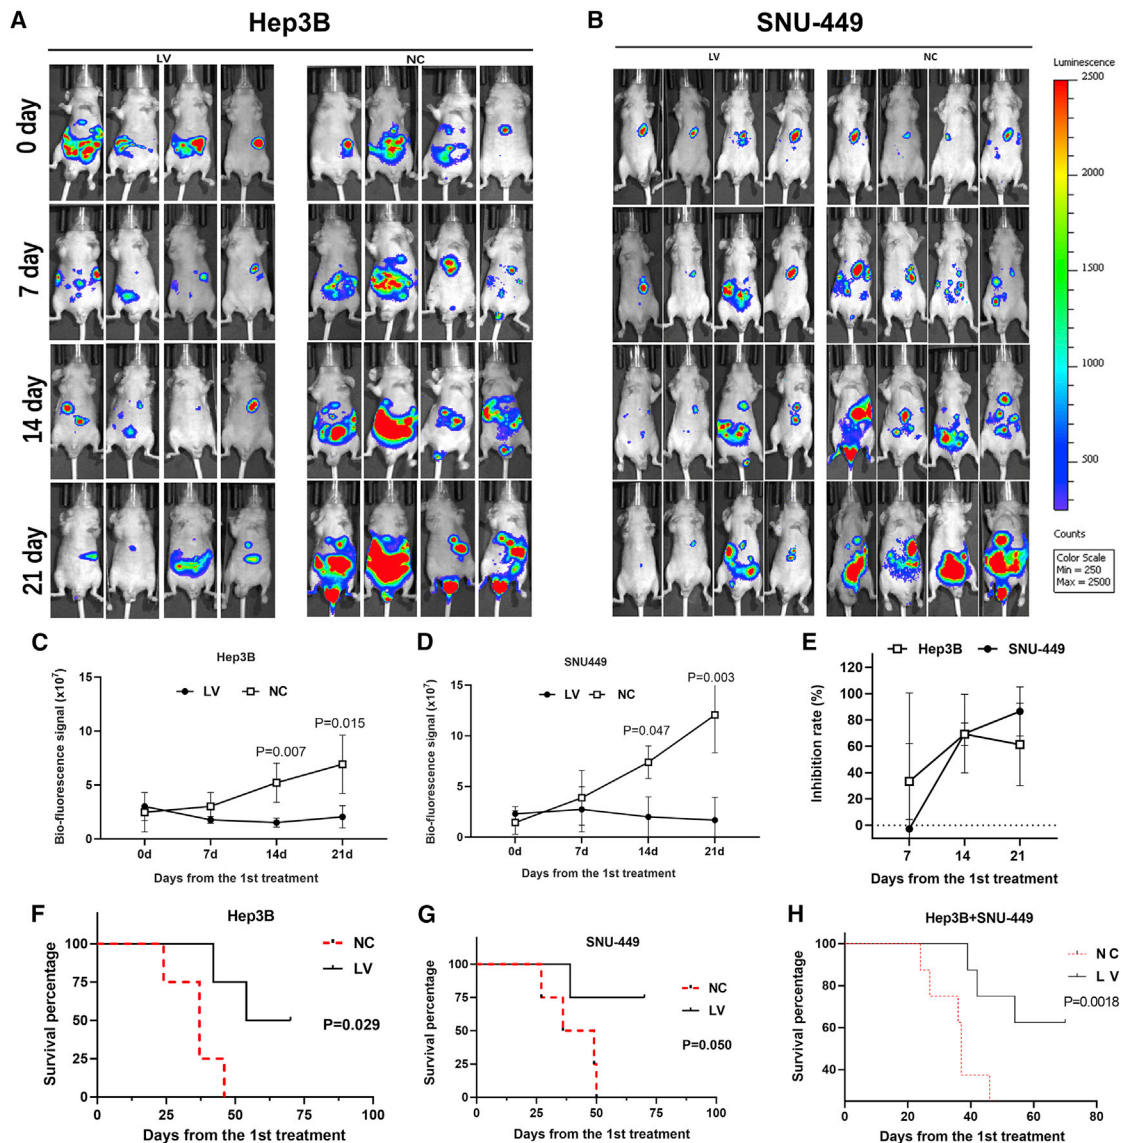 A
Hep3B
B
SNU-449
LV
NC
LV
NC
Luminescence
0 day
7 day
14 day
21 day
2500
2000
1500
1000
500
Counts
Color Scale
Min = 250
Max = 2500
C
Hep3B
LV
NC
15
10
5
0
Bio-fluorescence signal (x10⁷)
P=0.007
P=0.015
0d
7d
14d
21d
Days from the 1st treatment
D
SNU449
LV
NC
15
10
5
0
Bio-fluorescence signal (x10⁷)
P=0.047
P=0.003
0d
7d
14d
21d
Days from the 1st treatment
E
Hep3B
SNU-449
120
100
80
60
40
20
0
Inhibition rate (%)
7
14
21
Days from the 1st treatment
F
Hep3B
100
75
50
25
0
Survival percentage
NC
LV
P=0.029
0
25
50
75
100
Days from the 1st treatment
G
SNU-449
100
75
50
25
0
Survival percentage
NC
LV
P=0.050
0
25
50
75
100
Days from the 1st treatment
H
Hep3B+SNU-449
100
80
60
40
Survival percentage
N C
L V
P=0.0018
0
20
40
60
80
Days from the 1st treatment